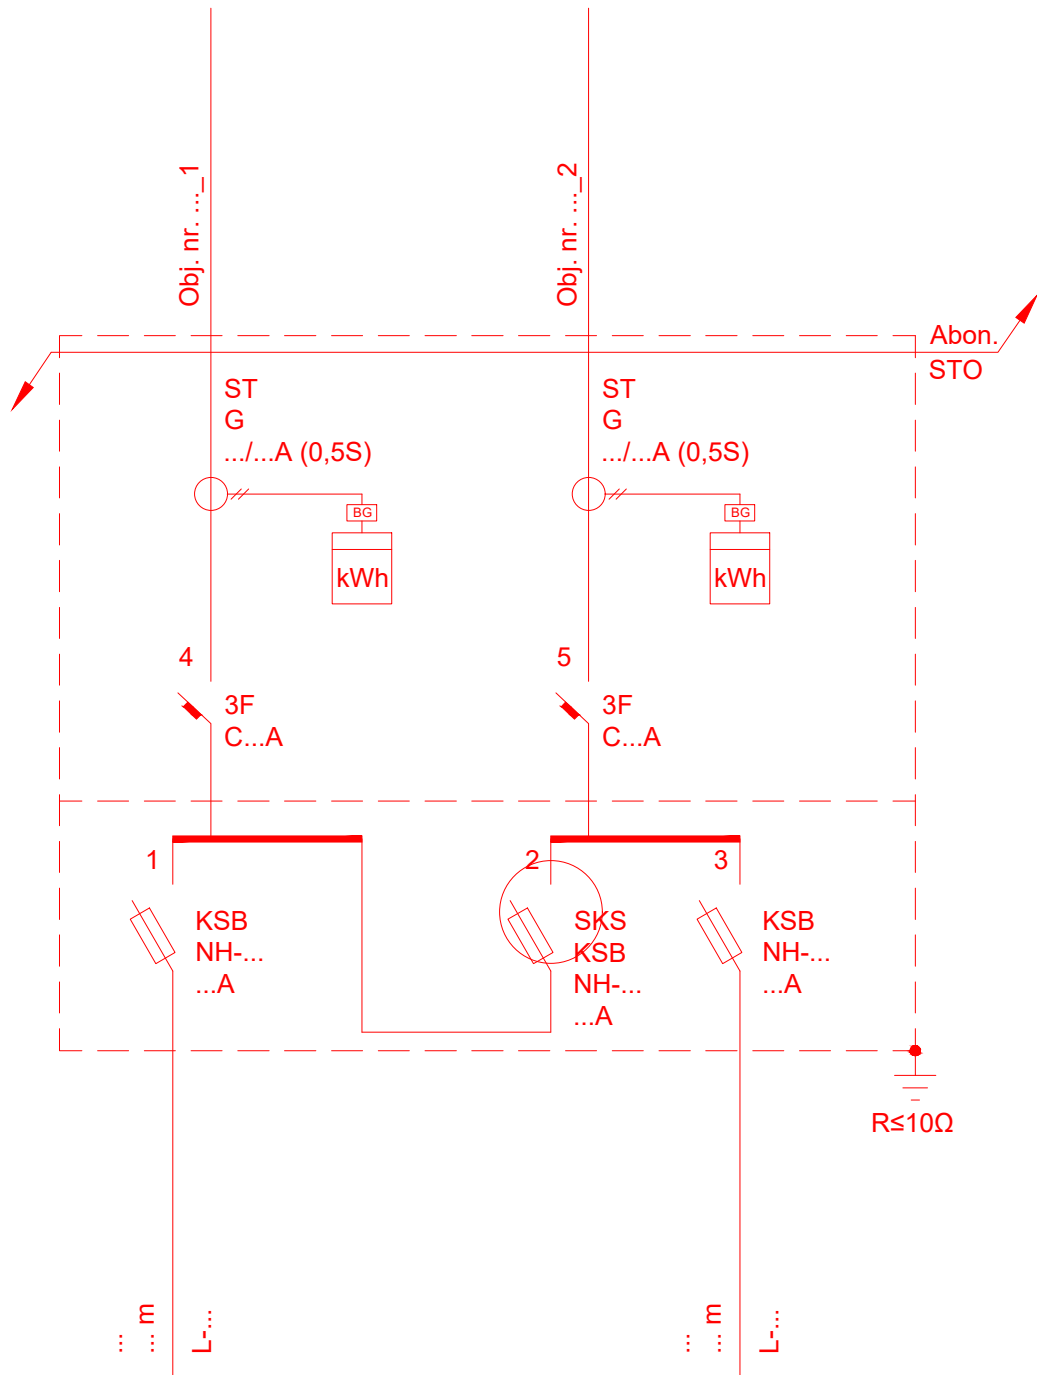 Obj. nr. ..._1
Obj. nr. ..._2
Abon.
STO
ST
G
.../...A (0,5S)
BG
kWh
ST
G
.../...A (0,5S)
BG
kWh
4
3F
C...A
5
3F
C...A
1
KSB
NH-...
...A
2
SKS
KSB
NH-...
...A
3
KSB
NH-...
...A
R≤10Ω
...
... m
L-...
...
... m
L-...